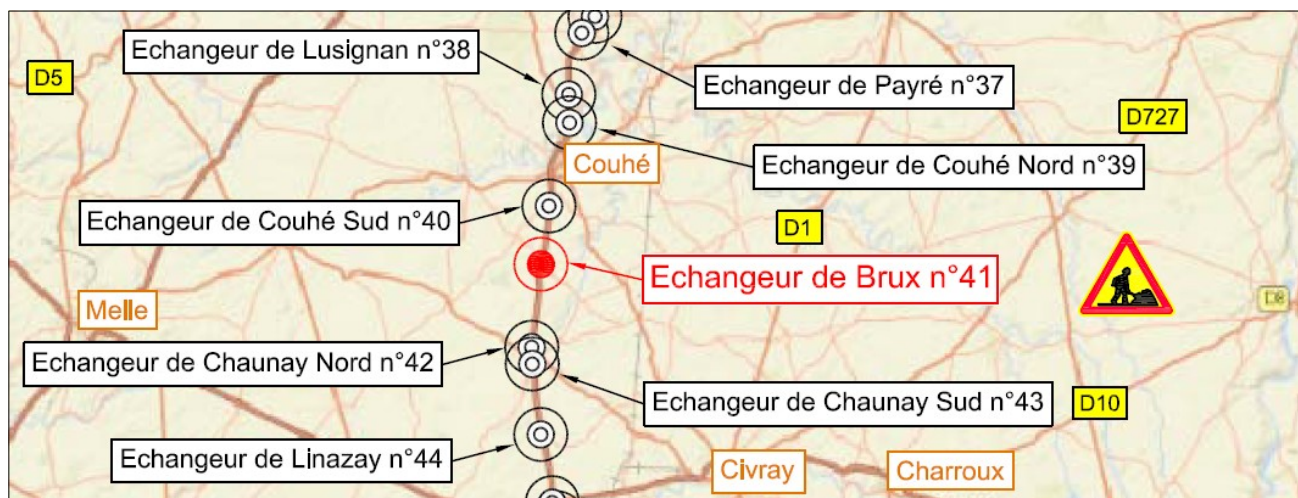 Echangeur de Lusignan n°38
D5
Echangeur de Payré n°37
D727
Couhé
Echangeur de Couhé Nord n°39
Echangeur de Couhé Sud n°40
D1
Echangeur de Brux n°41
D8
Melle
Echangeur de Chaunay Nord n°42
Echangeur de Chaunay Sud n°43
D10
Echangeur de Linazay n°44
Civray
Charroux